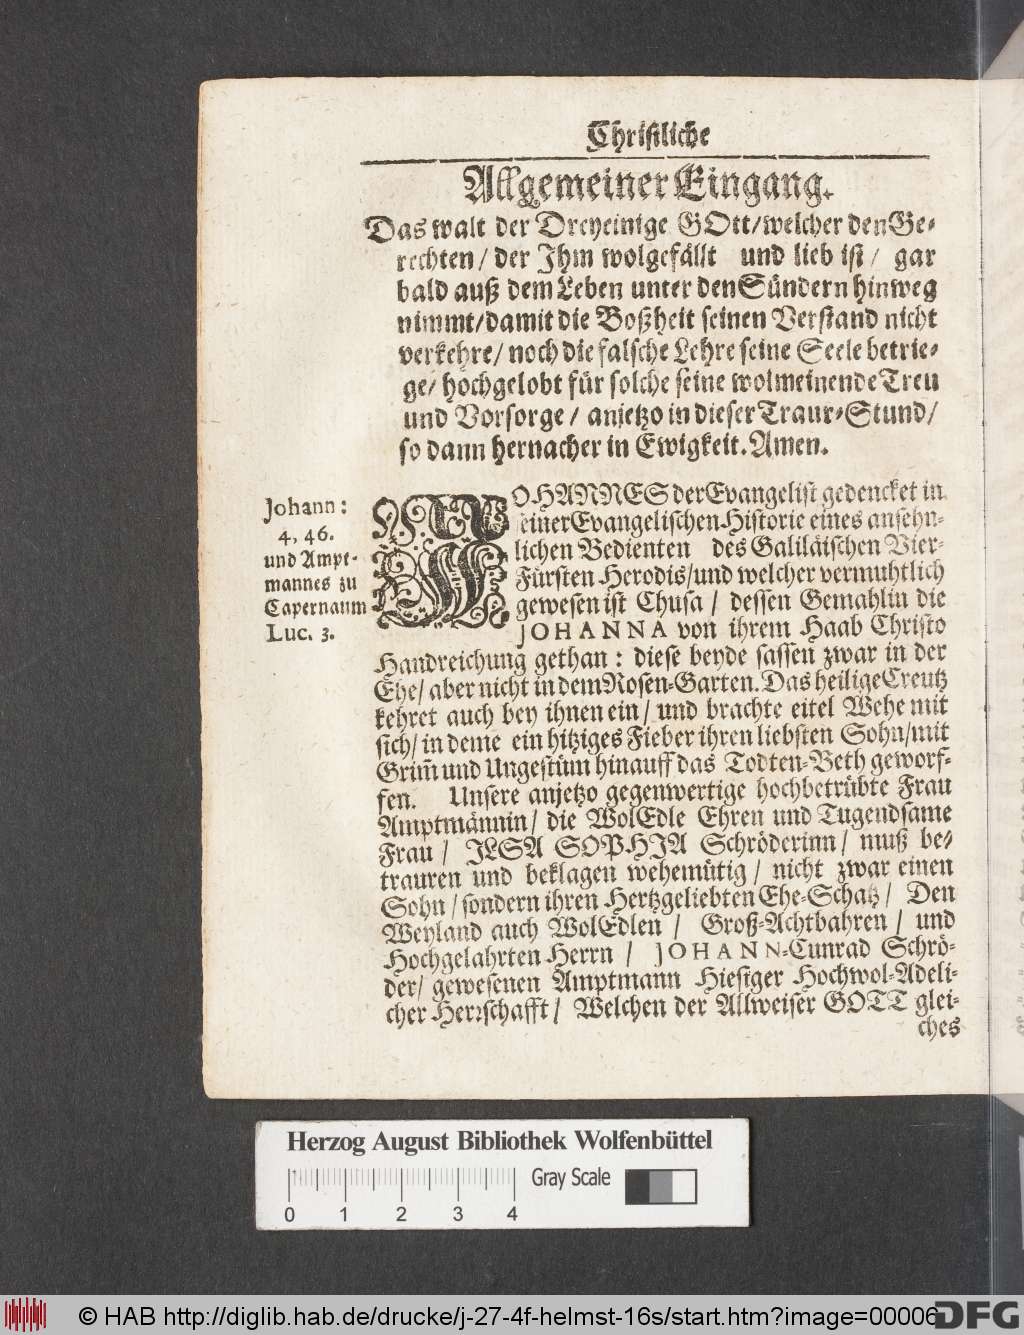 Christliche
Allgemeiner Eingang.
Das walt der Dreyeinige GOtt/welcher den Ge-
rechten/ der Jhm wolgefällt und lieb ist/ gar
bald auß dem Leben unter den Sündern hinweg
nimmt/damit die Boßheit seinen Verstand nicht
verkehre/ noch die falsche Lehre seine Seele betrie-
ge/ hochgelobt für solche seine wolmeinende Treu
und Vorsorge/ anjetzo in dieser Traur-Stund/
so dann hernacher in Ewigkeit. Amen.
Johann:
4, 46.
und Ampt-
mannes zu
Capernaum
Luc. 3.
JOHANNES der Evangelist gedencket in
seiner Evangelischen Historie eines ansehn-
lichen Bedienten des Galiläischen Vier-
Fürsten Herodis/und welcher vermuhtlich
gewesen ist Chusa/ dessen Gemahlin die
JOHANNA von ihrem Haab Christo
Handreichung gethan: diese beyde sassen zwar in der
Ehe/ aber nicht in dem Rosen-Garten. Das heilige Creutz
kehret auch bey ihnen ein/ und brachte eitel Wehe mit
sich/ in deme ein hitziges Fieber ihren liebsten Sohn/mit
Grim̃ und Ungestüm hinauff das Todten-Beth geworf-
fen. Unsere anjetzo gegenwertige hochbetrübte Frau
Amptmännin/ die WolEdle Ehren und Tugendsame
Frau/ JLSA SOPHJA Schröderinn/ muß be-
trauren und beklagen wehemütig/ nicht zwar einen
Sohn/sondern ihren Hertzgeliebten Ehe-Schatz/ Den
Weyland auch WolEdlen/ Groß-Achtbahren/ und
Hochgelahrten Herrn/ JOHANN-Cunrad Schrö-
der/ gewesenen Amptmann Hiesiger Hochwol-Adeli-
cher Herrschafft/ Welchen der Allweiser GOTT glei-
ches
Herzog August Bibliothek Wolfenbüttel
Gray Scale
0 1 2 3 4
© HAB http://diglib.hab.de/drucke/j-27-4f-helmst-16s/start.htm?image=00006
DFG